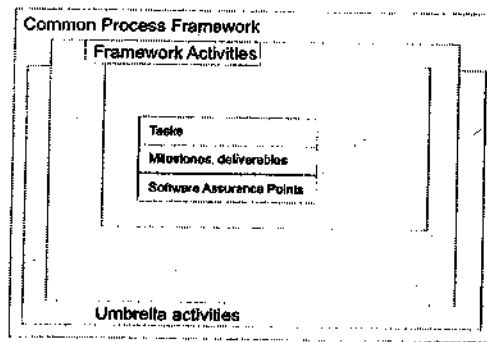 Common Process Framework
Framework Activities
Tasks
Milestones, deliverables
Software Assurance Points
Umbrella activities